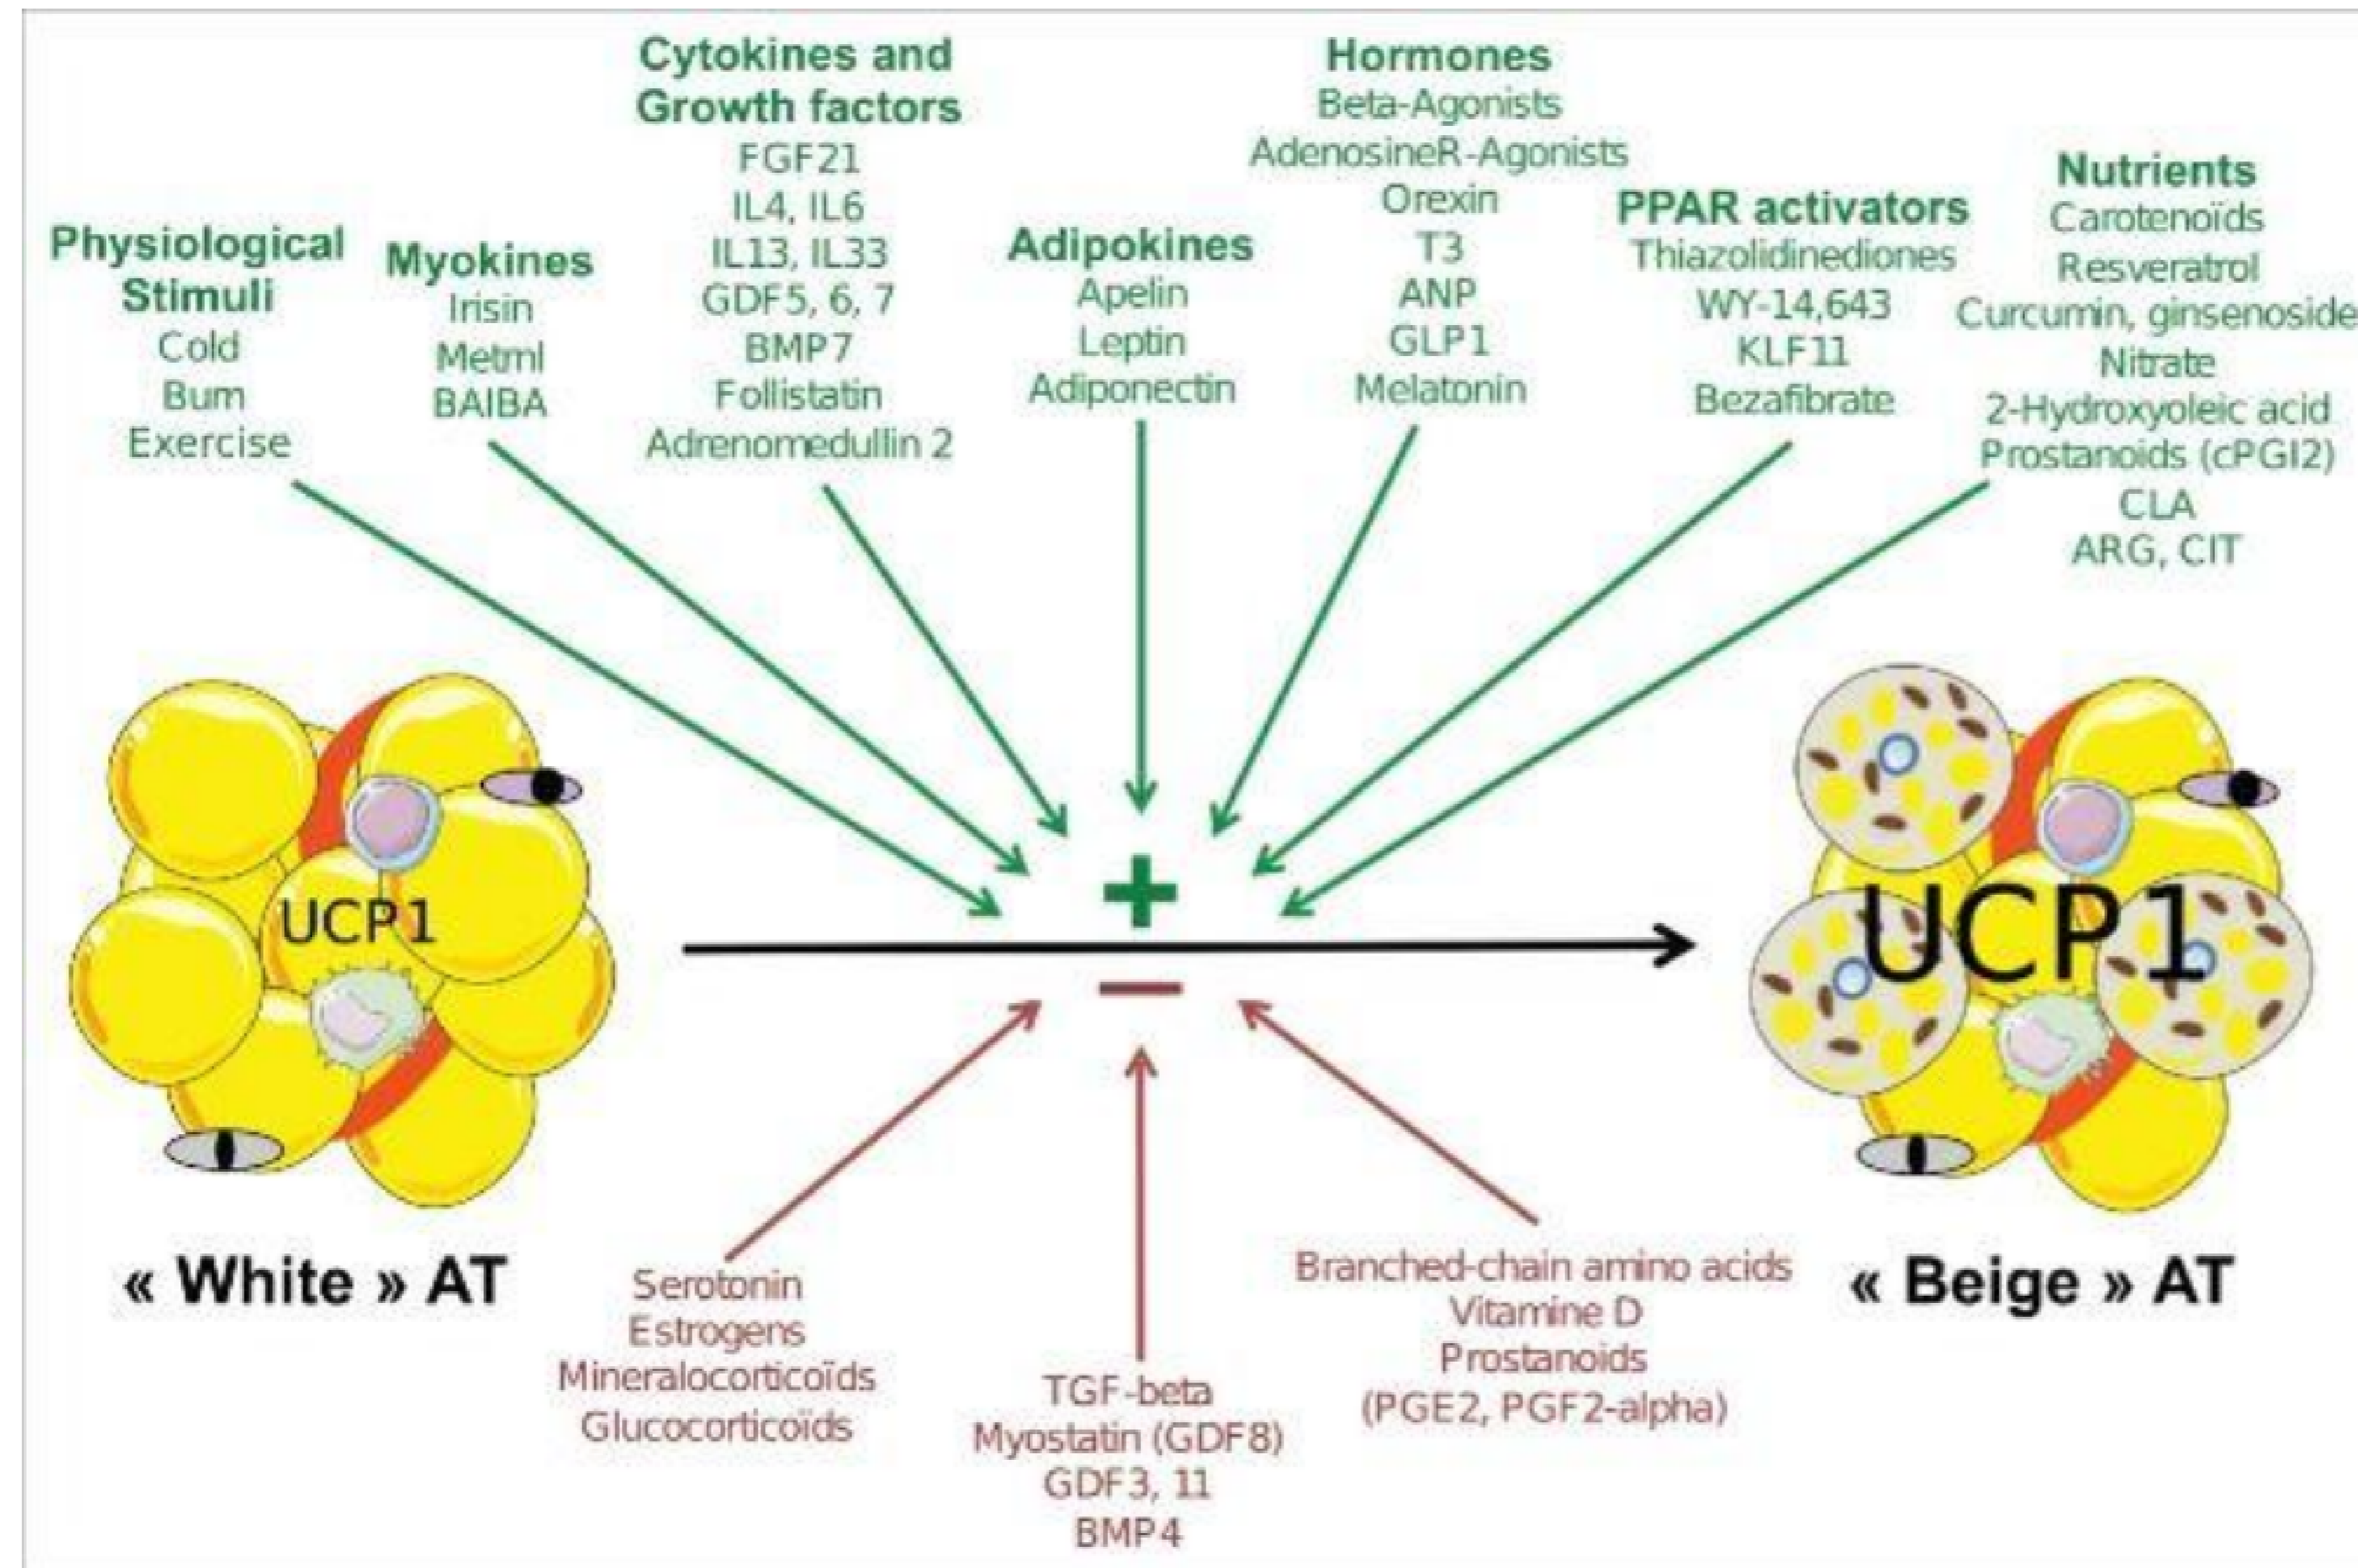 Physiological
Stimuli
Cold
Bum
Exercise
Myokines
Irisin
Metrnl
BAIBA
Cytokines and
Growth factors
FGF21
IL4, IL6
IL13, IL33
GDF5, 6, 7
BMP7
Follistatin
Adrenomedullin 2
Adipokines
Apelin
Leptin
Adiponectin
Hormones
Beta-Agonists
AdenosineR-Agonists
Orexin
T3
ANP
GLP1
Melatonin
PPAR activators
Thiazolidinediones
WY-14,643
KLF11
Bezafibrate
Nutrients
Carotenoïds
Resveratrol
Curcumin, ginsenoside
Nitrate
2-Hydroxyoleic acid
Prostanoids (cPGI2)
CLA
ARG, CIT
+
UCP1
UCP1
−
« White » AT
« Beige » AT
Serotonin
Estrogens
Mineralocorticoïds
Glucocorticoïds
TGF-beta
Myostatin (GDF8)
GDF3, 11
BMP4
Branched-chain amino acids
Vitamine D
Prostanoids
(PGE2, PGF2-alpha)